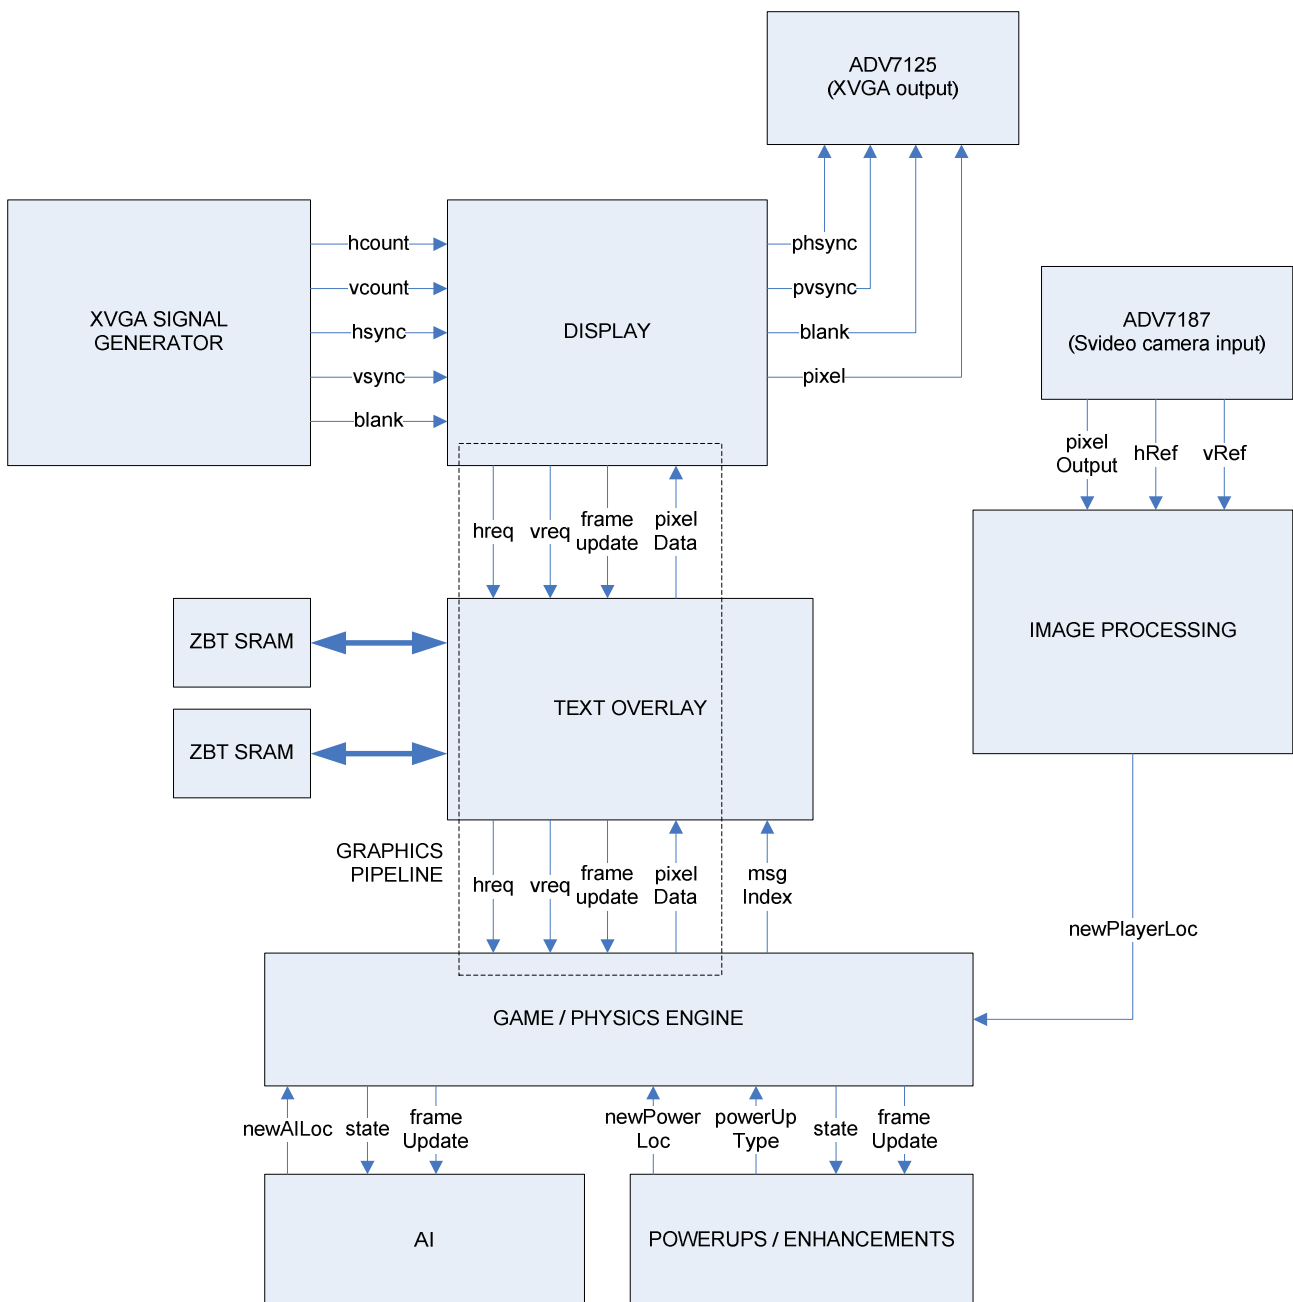 ADV7125
(XVGA output)
hcount
vcount
hsync
vsync
blank
XVGA SIGNAL
GENERATOR
DISPLAY
phsync
pvsync
blank
pixel
ADV7187
(Svideo camera input)
pixel
Output
hRef
vRef
hreq
vreq
frame
update
pixel
Data
IMAGE PROCESSING
ZBT SRAM
ZBT SRAM
TEXT OVERLAY
GRAPHICS
PIPELINE
hreq
vreq
frame
update
pixel
Data
msg
Index
newPlayerLoc
GAME / PHYSICS ENGINE
newAILoc
state
frame
Update
newPower
Loc
powerUp
Type
state
frame
Update
AI
POWERUPS / ENHANCEMENTS